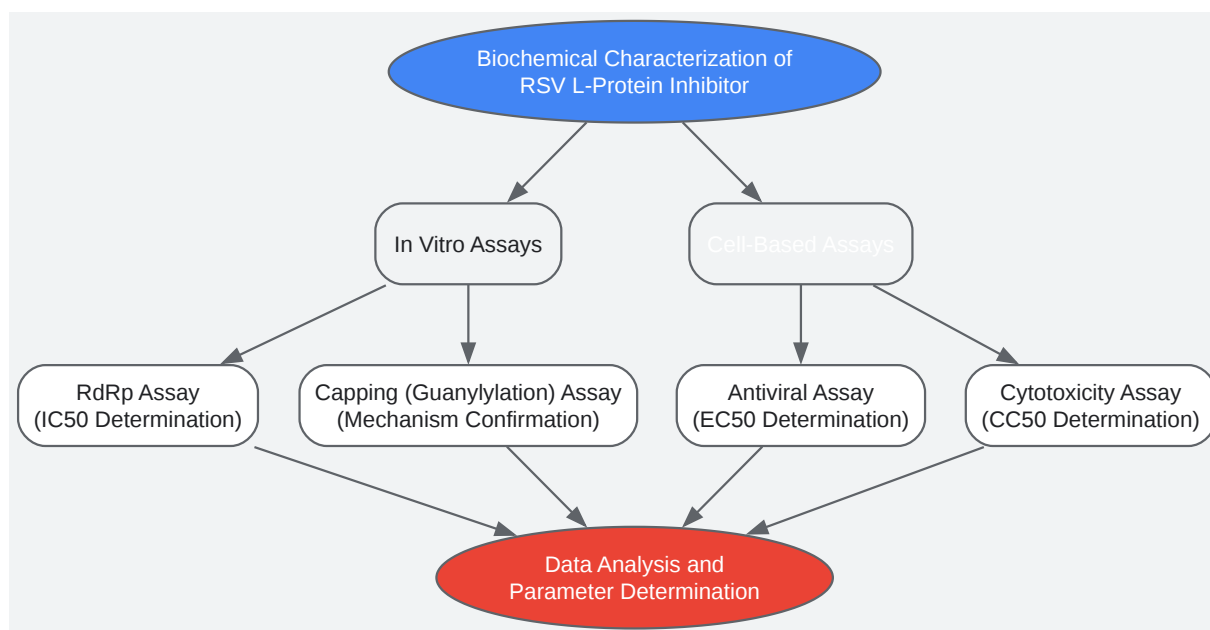 Biochemical Characterization of
RSV L-Protein Inhibitor
In Vitro Assays
Cell-Based Assays
RdRp Assay
(IC50 Determination)
Capping (Guanylylation) Assay
(Mechanism Confirmation)
Antiviral Assay
(EC50 Determination)
Cytotoxicity Assay
(CC50 Determination)
Data Analysis and
Parameter Determination